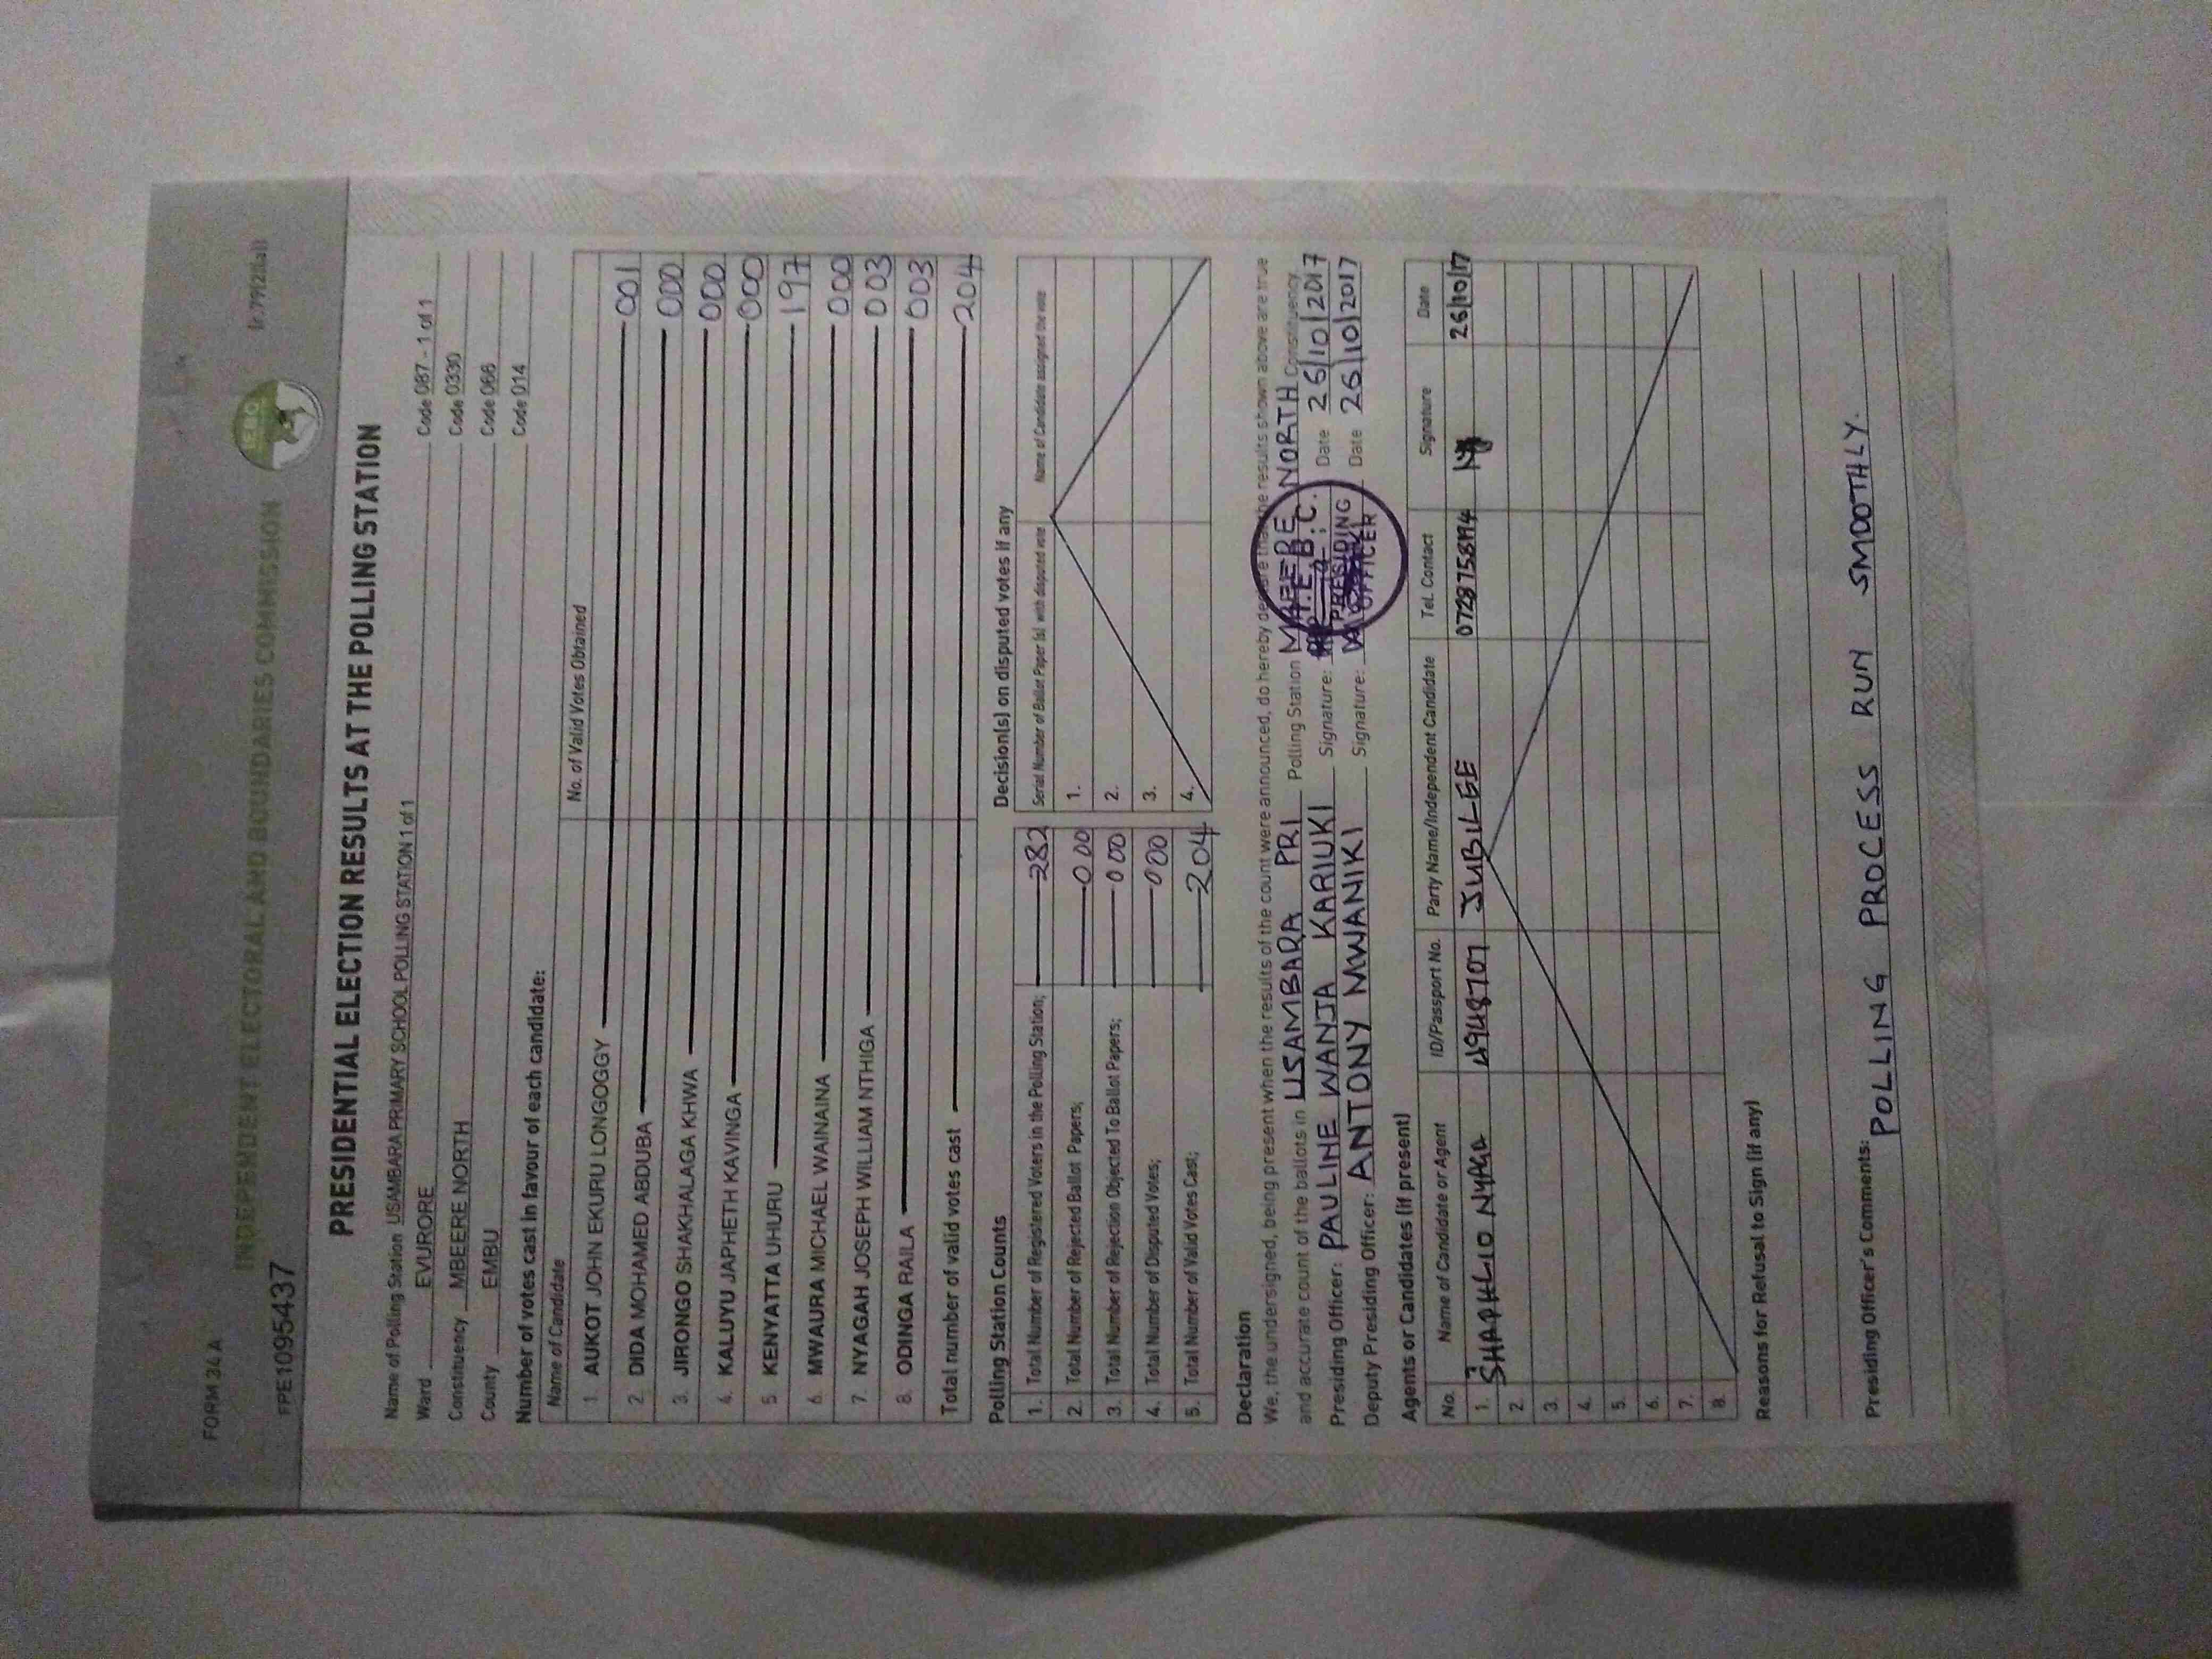 FORM 34 A
INDEPENDENT ELECTORAL AND BOUNDARIES COMMISSION
I.E.B.C
FPE1095437
PRESIDENTIAL ELECTION RESULTS AT THE POLLING STATION
Name of Polling Station USAMBARA PRIMARY SCHOOL POLLING STATION 1 of 1 Code 087 - 1 of 1
Ward EVURORE Code 0330
Constituency MBEERE NORTH Code 066
County EMBU Code 014
Number of votes cast in favour of each candidate:
Name of Candidate No. of Valid Votes Obtained
1 AUKOT JOHN EKURU LONGOGGY 001
2. DIDA MOHAMED ABDUBA 000
3. JIRONGO SHAKHALAGA KHWA 000
4. KALUYU JAPHETH KAVINGA 000
5 KENYATTA UHURU 197
6. MWAURA MICHAEL WAINAINA 000
7. NYAGAH JOSEPH WILLIAM NTHIGA 003
8. ODINGA RAILA 003
Total number of valid votes cast 204
Polling Station Counts
1. Total Number of Registered Voters in the Polling Station; 282
2. Total Number of Rejected Ballot Papers; 000
3. Total Number of Rejection Objected To Ballot Papers; 000
4. Total Number of Disputed Votes; 000
5. Total Number of Valid Votes Cast; 204
Decision(s) on disputed votes if any
Serial Number of Ballot Paper (s) with disputed vote Name of Candidate assigned the vote
1.
2.
3.
4.
Declaration
We, the undersigned, being present when the results of the count were announced, do hereby declare that the results shown above are true
and accurate count of the ballots in USAMBARA PRI Polling Station MBEERE NORTH Constituency
Presiding Officer: PAULINE WANJA KARIUKI Signature: Date 26/10/2017
Deputy Presiding Officer: ANTONY MWANIKI Signature: Date 26/10/2017
I.E.B.C.
PRESIDING
OFFICER
Agents or Candidates (if present)
No. Name of Candidate or Agent ID/Passport No. Party Name/Independent Candidate Tel. Contact Signature Date
1. NYAGA 4948707 JUBILEE 0728758194 26/10/17
2.
3.
4.
5.
6.
7.
8.
Reasons for Refusal to Sign (if any)
Presiding Officer's Comments:
POLLING PROCESS RUN SMOOTHLY.